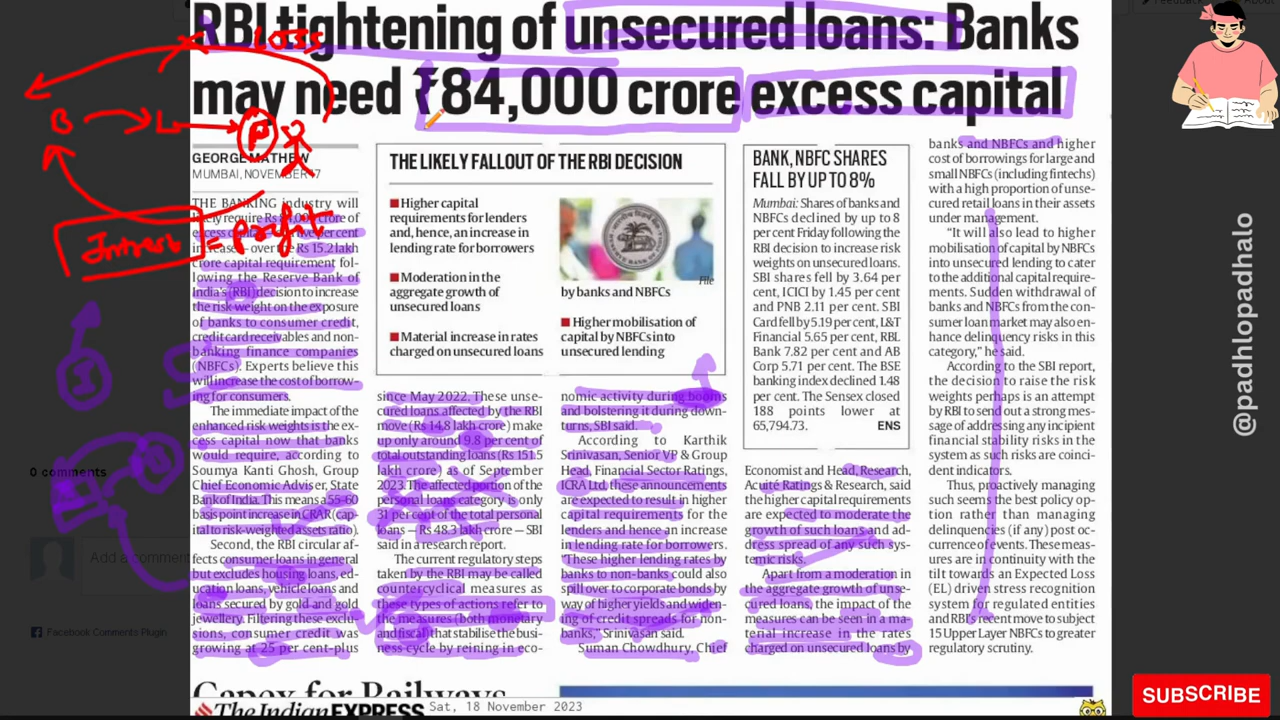 RBI tightening of unsecured loans: Banks
may need ₹84,000 crore excess capital
LOSS
B
L
P
Intrest = Profit
GEORGE MATHEW
MUMBAI, NOVEMBER 17
THE BANKING industry will
likely require Rs 84,000 crore of
excess
per cent
increase — over the Rs 15.2 lakh
crore capital requirement fol-
lowing the Reserve Bank of
India's (RBI) decision to increase
the risk weight on the exposure
of banks to consumer credit,
credit card receivables and non-
banking finance companies
(NBFCs). Experts believe this
will increase the cost of borrow-
ing for consumers.
The immediate impact of the
enhanced risk weights is the ex-
cess capital now that banks
would require, according to
Soumya Kanti Ghosh, Group
Chief Economic Adviser, State
Bank of India. This means a 55-60
basis point increase in CRAR (cap-
ital to risk-weighted assets ratio).
Second, the RBI circular af-
fects consumer loans in general
but excludes housing loans, ed-
ucation loans, vehicle loans and
loans secured by gold and gold
jewellery. Filtering these exclu-
sions, consumer credit was
growing at 25 per cent-plus
THE LIKELY FALLOUT OF THE RBI DECISION
Higher capital
requirements for lenders
and, hence, an increase in
lending rate for borrowers
Moderation in the
aggregate growth of
unsecured loans
Material increase in rates
charged on unsecured loans
File
by banks and NBFCs
Higher mobilisation of
capital by NBFCs into
unsecured lending
since May 2022. These unse-
cured loans affected by the RBI
move (Rs 14.8 lakh crore) make
up only around 9.8 per cent of
total outstanding loans (Rs 151.5
lakh crore) as of September
2023. The affected portion of the
personal loans category is only
31 per cent of the total personal
loans — Rs 48.3 lakh crore — SBI
said in a research report.
The current regulatory steps
taken by the RBI may be called
countercyclical measures as
these types of actions refer to
the measures (both monetary
and fiscal) that stabilise the busi-
ness cycle by reining in eco-
nomic activity during booms
and bolstering it during down-
turns, SBI said.
According to Karthik
Srinivasan, Senior VP & Group
Head, Financial Sector Ratings,
ICRA Ltd, these announcements
are expected to result in higher
capital requirements for the
lenders and hence an increase
in lending rate for borrowers.
"These higher lending rates by
banks to non-banks could also
spill over to corporate bonds by
way of higher yields and widen-
ing of credit spreads for non-
banks," Srinivasan said.
Suman Chowdhury, Chief
BANK, NBFC SHARES
FALL BY UP TO 8%
Mumbai: Shares of banks and
NBFCs declined by up to 8
per cent Friday following the
RBI decision to increase risk
weights on unsecured loans.
SBI shares fell by 3.64 per
cent, ICICI by 1.45 per cent
and PNB 2.11 per cent. SBI
Card fell by 5.19 per cent, L&T
Financial 5.65 per cent, RBL
Bank 7.82 per cent and AB
Corp 5.71 per cent. The BSE
banking index declined 1.48
per cent. The Sensex closed
188 points lower at
65,794.73. ENS
Economist and Head, Research,
Acuité Ratings & Research, said
the higher capital requirements
are expected to moderate the
growth of such loans and ad-
dress spread of any such sys-
temic risks.
Apart from a moderation in
the aggregate growth of unse-
cured loans, the impact of the
measures can be seen in a ma-
terial increase in the rates
charged on unsecured loans by
banks and NBFCs and higher
cost of borrowings for large and
small NBFCs (including fintechs)
with a high proportion of unse-
cured retail loans in their assets
under management.
"It will also lead to higher
mobilisation of capital by NBFCs
into unsecured lending to cater
to the additional capital require-
ments. Sudden withdrawal of
banks and NBFCs from the con-
sumer loan market may also en-
hance delinquency risks in this
category," he said.
According to the SBI report,
the decision to raise the risk
weights perhaps is an attempt
by RBI to send out a strong mes-
sage of addressing any incipient
financial stability risks in the
system as such risks are coinci-
dent indicators.
Thus, proactively managing
such seems the best policy op-
tion rather than managing
delinquencies (if any) post oc-
currence of events. These meas-
ures are in continuity with the
tilt towards an Expected Loss
(EL) driven stress recognition
system for regulated entities
and RBI's recent move to subject
15 Upper Layer NBFCs to greater
regulatory scrutiny.
0 comments
Add a comment
Facebook Comments Plugin
@padhlopadhalo
Capex for Railways
The Indian EXPRESS
Sat, 18 November 2023
SUBSCRIBE